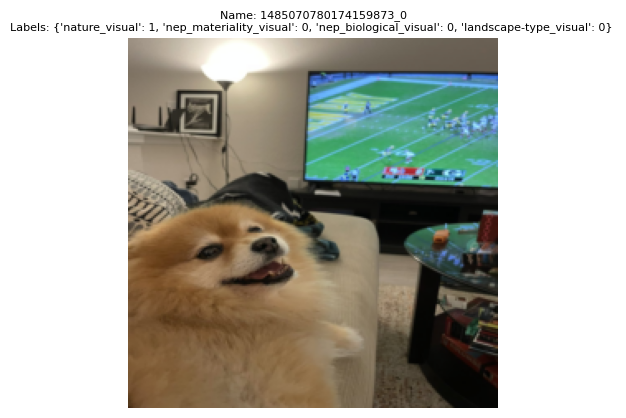 Name: 1485070780174159873_0
Labels: {'nature_visual': 1, 'nep_materiality_visual': 0, 'nep_biological_visual': 0, 'landscape-type_visual': 0}